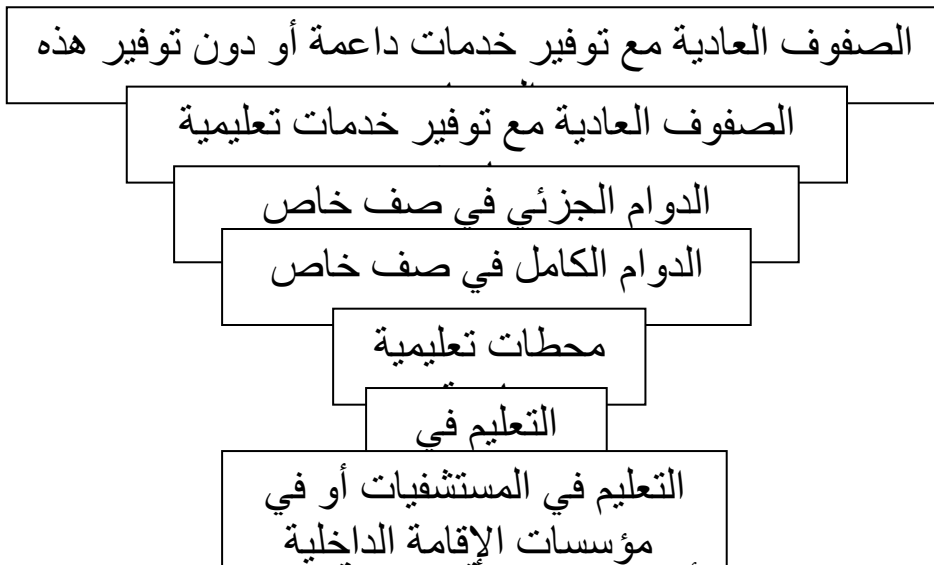 الصفوف العادية مع توفير خدمات داعمة أو دون توفير هذه
الصفوف العادية مع توفير خدمات تعليمية
الدوام الجزئي في صف خاص
الدوام الكامل في صف خاص
محطات تعليمية
التعليم في
التعليم في المستشفيات أو في
مؤسسات الإقامة الداخلية